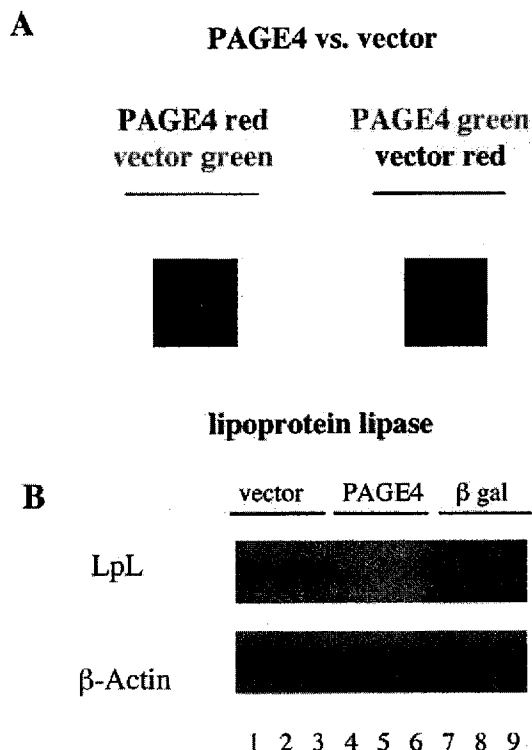 A
PAGE4 vs. vector
PAGE4 red
vector green
PAGE4 green
vector red
lipoprotein lipase
B
vector PAGE4 β gal
LpL
β-Actin
1 2 3 4 5 6 7 8 9